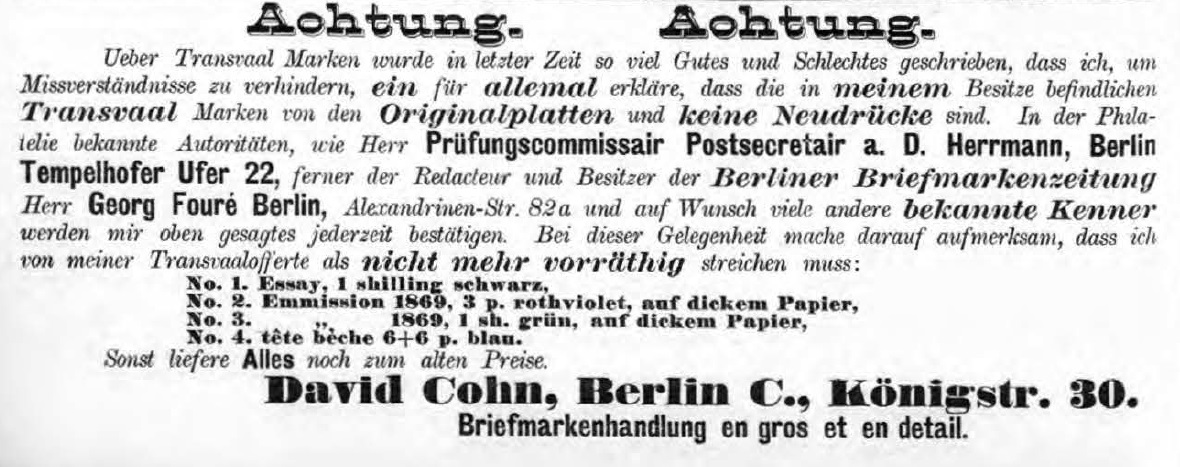 Achtung. Achtung.
Ueber Transvaal Marken wurde in letzter Zeit so viel Gutes und Schlechtes geschrieben, dass ich, um
Missverständnisse zu verhindern, ein für allemal erkläre, dass die in meinem Besitze befindlichen
Transvaal Marken von den Originalplatten und keine Neudrücke sind. In der Phila-
telie bekannte Autoritäten, wie Herr Prüfungscommissair Postsecretair a. D. Herrmann, Berlin
Tempelhofer Ufer 22, ferner der Redacteur und Besitzer der Berliner Briefmarkenzeitung
Herr Georg Fouré Berlin, Alexandrinen-Str. 82a und auf Wunsch viele andere bekannte Kenner
werden mir oben gesagtes jederzeit bestätigen. Bei dieser Gelegenheit mache darauf aufmerksam, dass ich
von meiner Transvaalofferte als nicht mehr vorräthig streichen muss:
No. 1. Essay, 1 shilling schwarz,
No. 2. Emmission 1869, 3 p. rothviolet, auf dickem Papier,
No. 3. „ 1869, 1 sh. grün, auf dickem Papier,
No. 4. tête bèche 6+6 p. blau.
Sonst liefere Alles noch zum alten Preise.
David Cohn, Berlin C., Königstr. 30.
Briefmarkenhandlung en gros et en detail.